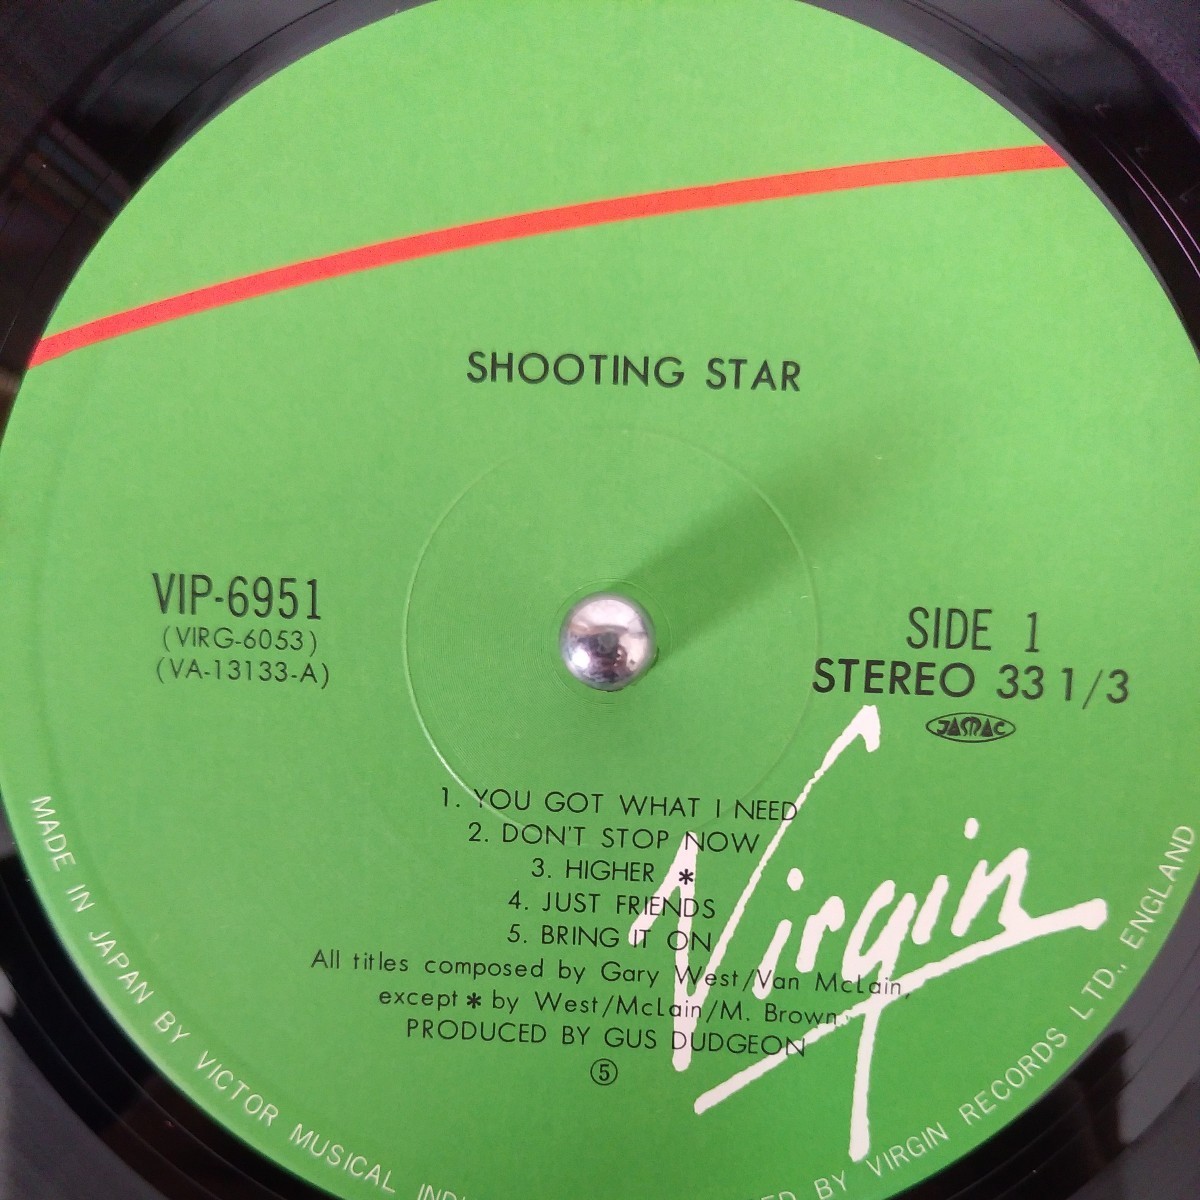 SHOOTING STAR
VIP-6951
(VIRG-6053)
(VA-13133-A)
SIDE 1
STEREO 33 1/3
JASRAC
1. YOU GOT WHAT I NEED
2. DON'T STOP NOW
3. HIGHER *
4. JUST FRIENDS
5. BRING IT ON
All titles composed by Gary West/Van McLain,
except * by West/McLain/M. Brown.
PRODUCED BY GUS DUDGEON
⑤
Virgin
MADE IN JAPAN BY VICTOR MUSICAL
BY VIRGIN RECORDS LTD., ENGLAND